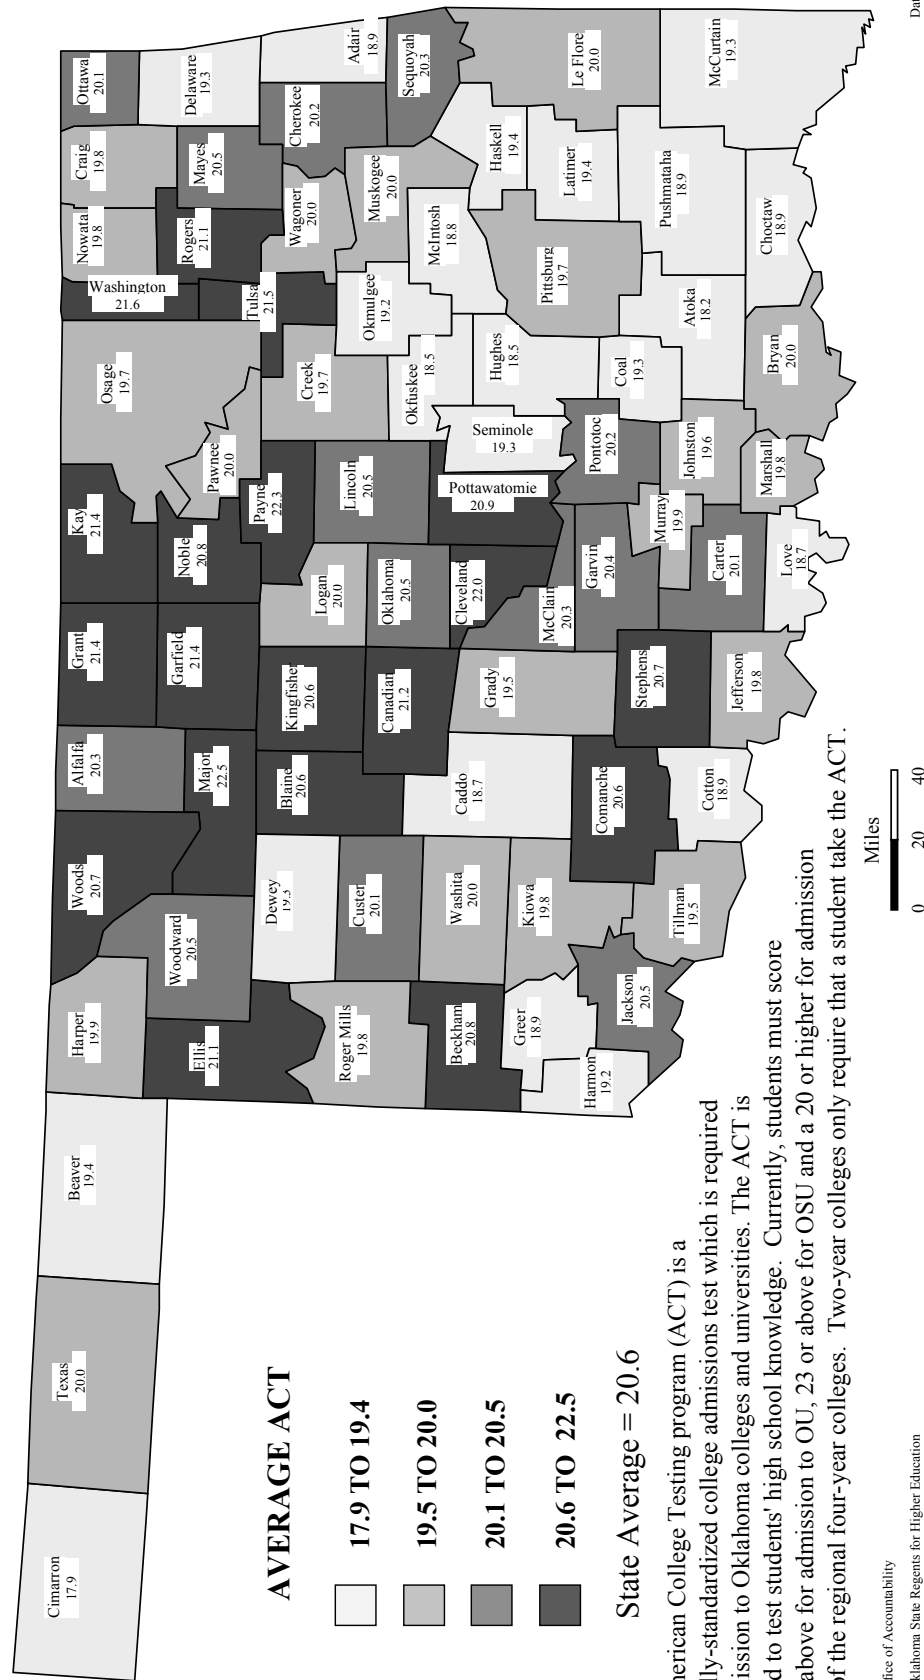 Cimarron
17.9
Texas
20.0
Beaver
19.4
Harper
19.9
Woods
20.7
Alfalfa
20.3
Grant
21.4
Kay
21.4
Osage
19.7
Washington
21.6
Nowata
19.8
Craig
19.8
Ottawa
20.1
Ellis
21.1
Woodward
20.5
Major
22.5
Garfield
21.4
Noble
20.8
Pawnee
20.0
Tulsa
21.5
Rogers
21.1
Mayes
20.5
Delaware
19.3
Roger Mills
19.8
Dewey
19.3
Blaine
20.6
Kingfisher
20.6
Logan
20.0
Payne
22.3
Creek
19.7
Wagoner
20.0
Cherokee
20.2
Adair
18.9
Custer
20.1
Canadian
21.2
Oklahoma
20.5
Lincoln
20.5
Okfuskee
18.5
Okmulgee
19.2
Muskogee
20.0
Sequoyah
20.3
Beckham
20.8
Washita
20.0
Caddo
18.7
Grady
19.5
Cleveland
22.0
McClain
20.3
Pottawatomie
20.9
Seminole
19.3
Hughes
18.5
McIntosh
18.8
Haskell
19.4
Le Flore
20.0
Harmon
19.2
Greer
18.9
Kiowa
19.8
Comanche
20.6
Stephens
20.7
Garvin
20.4
Pontotoc
20.2
Coal
19.3
Pittsburg
19.7
Latimer
19.4
Jackson
20.5
Tillman
19.5
Cotton
18.9
Jefferson
19.8
Carter
20.1
Murray
19.9
Johnston
19.6
Atoka
18.2
Pushmataha
18.9
McCurtain
19.3
Love
18.7
Marshall
19.8
Bryan
20.0
Choctaw
18.9
AVERAGE ACT
17.9 TO 19.4
19.5 TO 20.0
20.1 TO 20.5
20.6 TO 22.5
State Average = 20.6
merican College Testing program (ACT) is a
lly-standardized college admissions test which is required
ission to Oklahoma colleges and universities. The ACT is
d to test students' high school knowledge. Currently, students must score
above for admission to OU, 23 or above for OSU and a 20 or higher for admission
of the regional four-year colleges. Two-year colleges only require that a student take the ACT.
Miles
0 20 40
fice of Accountability
klahoma State Regents for Higher Education
Dat